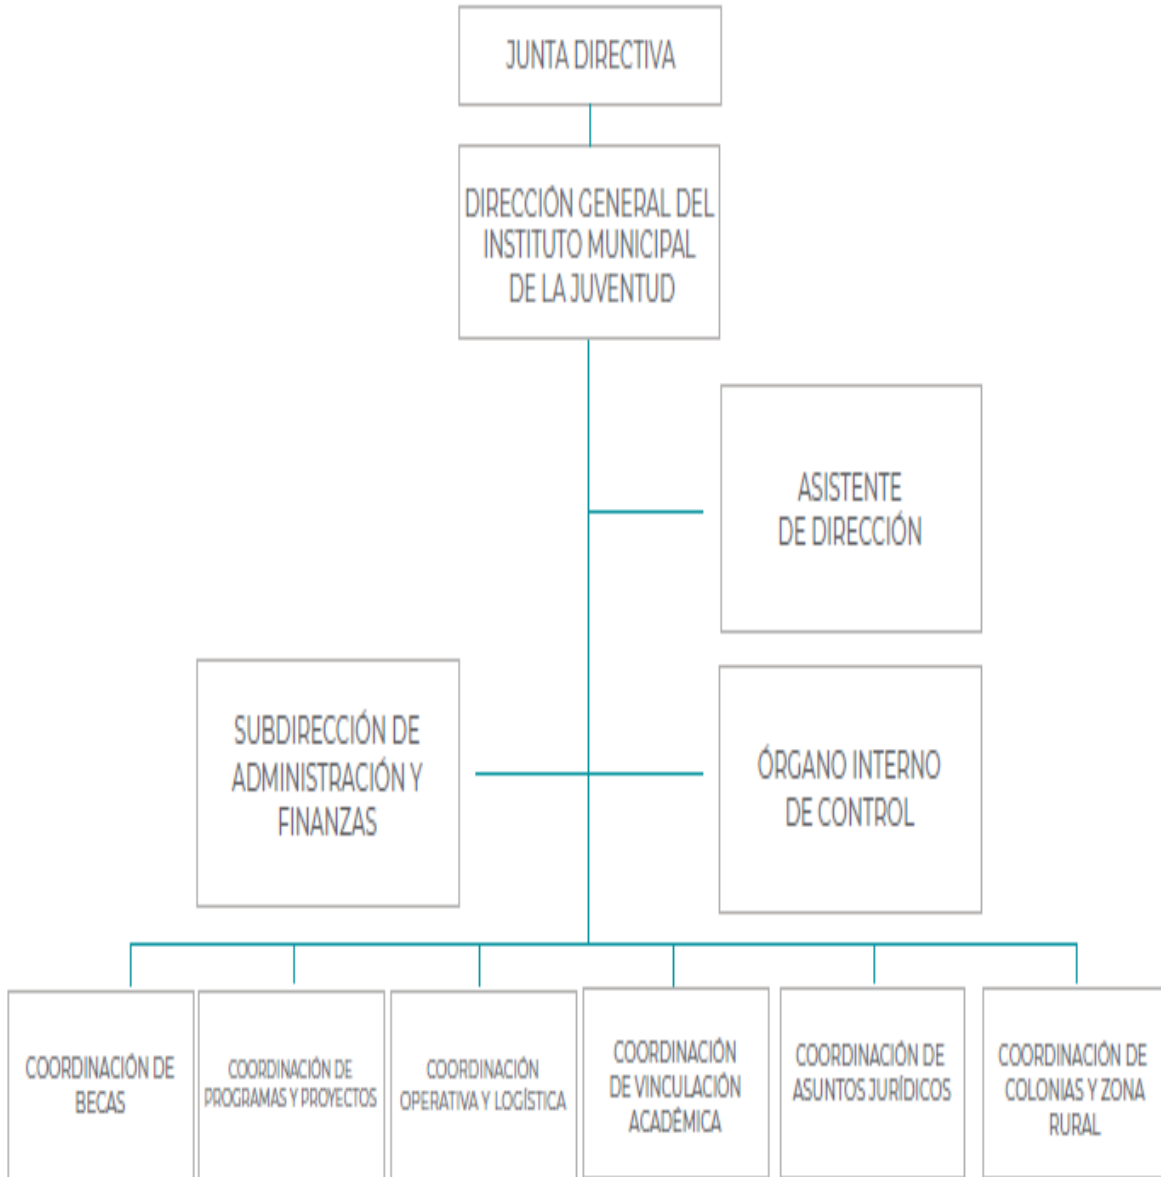 JUNTA DIRECTIVA
DIRECCIÓN GENERAL DEL
INSTITUTO MUNICIPAL
DE LA JUVENTUD
ASISTENTE
DE DIRECCIÓN
SUBDIRECCIÓN DE
ADMINISTRACIÓN Y
FINANZAS
ÓRGANO INTERNO
DE CONTROL
COORDINACIÓN DE
BECAS
COORDINACIÓN DE
PROGRAMAS Y PROYECTOS
COORDINACIÓN
OPERATIVA Y LOGÍSTICA
COORDINACIÓN
DE VINCULACIÓN
ACADÉMICA
COORDINACIÓN DE
ASUNTOS JURÍDICOS
COORDINACIÓN DE
COLONIAS Y ZONA
RURAL